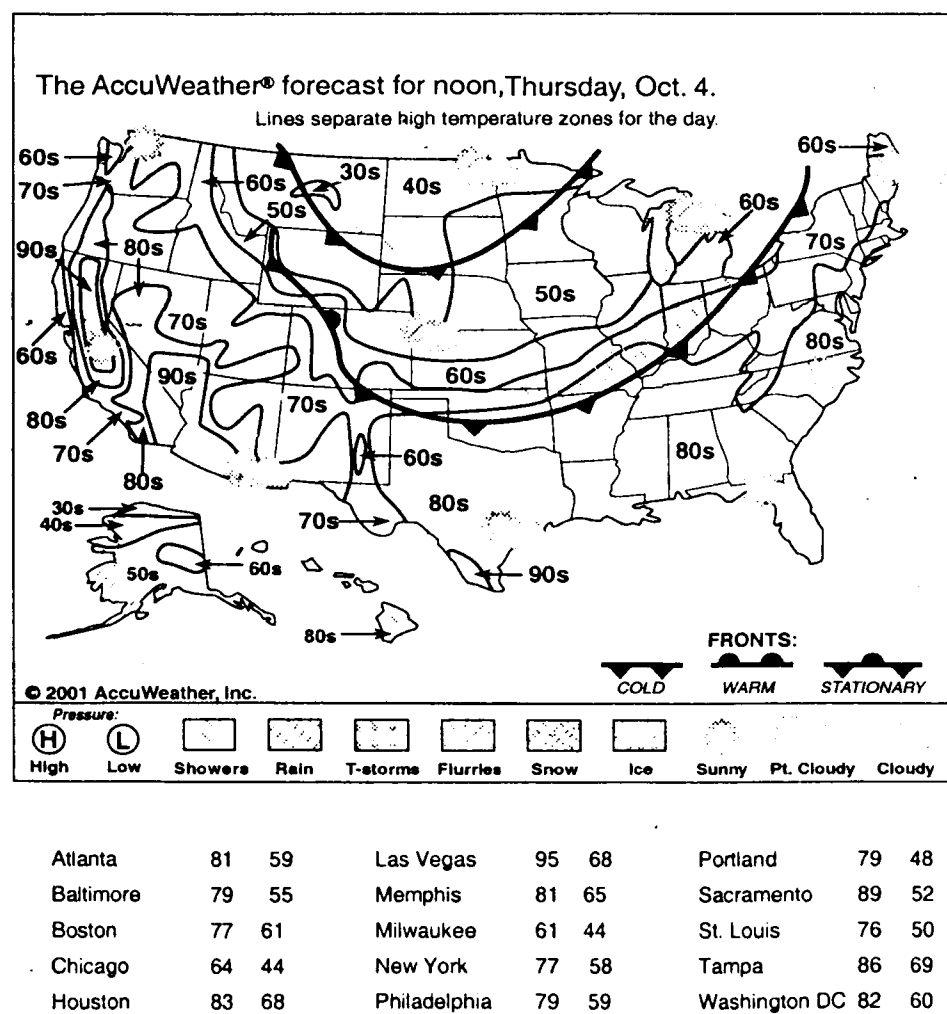 The AccuWeather® forecast for noon, Thursday, Oct. 4.
Lines separate high temperature zones for the day.
60s
60s
30s
70s
60s
40s
50s
60s
90s
80s
70s
50s
70s
60s
80s
90s
60s
80s
70s
70s
60s
80s
80s
80s
30s
40s
70s
50s
60s
90s
80s
FRONTS:
COLD WARM STATIONARY
© 2001 AccuWeather, Inc.
Pressure:
H L
High Low Showers Rain T-storms Flurries Snow Ice Sunny Pt. Cloudy Cloudy
Atlanta 81 59 Las Vegas 95 68 Portland 79 48
Baltimore 79 55 Memphis 81 65 Sacramento 89 52
Boston 77 61 Milwaukee 61 44 St. Louis 76 50
Chicago 64 44 New York 77 58 Tampa 86 69
Houston 83 68 Philadelphia 79 59 Washington DC 82 60